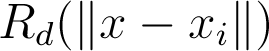 R_d(‖x − x_i‖)